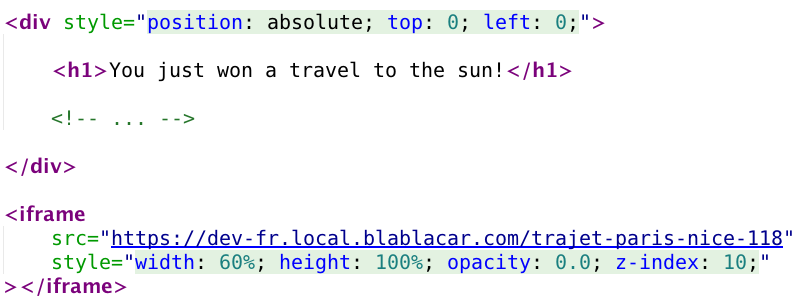 <div style="position: absolute; top: 0; left: 0;">
<h1>You just won a travel to the sun!</h1>
<!-- ... -->
</div>
<iframe
src="https://dev-fr.local.blablacar.com/trajet-paris-nice-118"
style="width: 60%; height: 100%; opacity: 0.0; z-index: 10;"
></iframe>